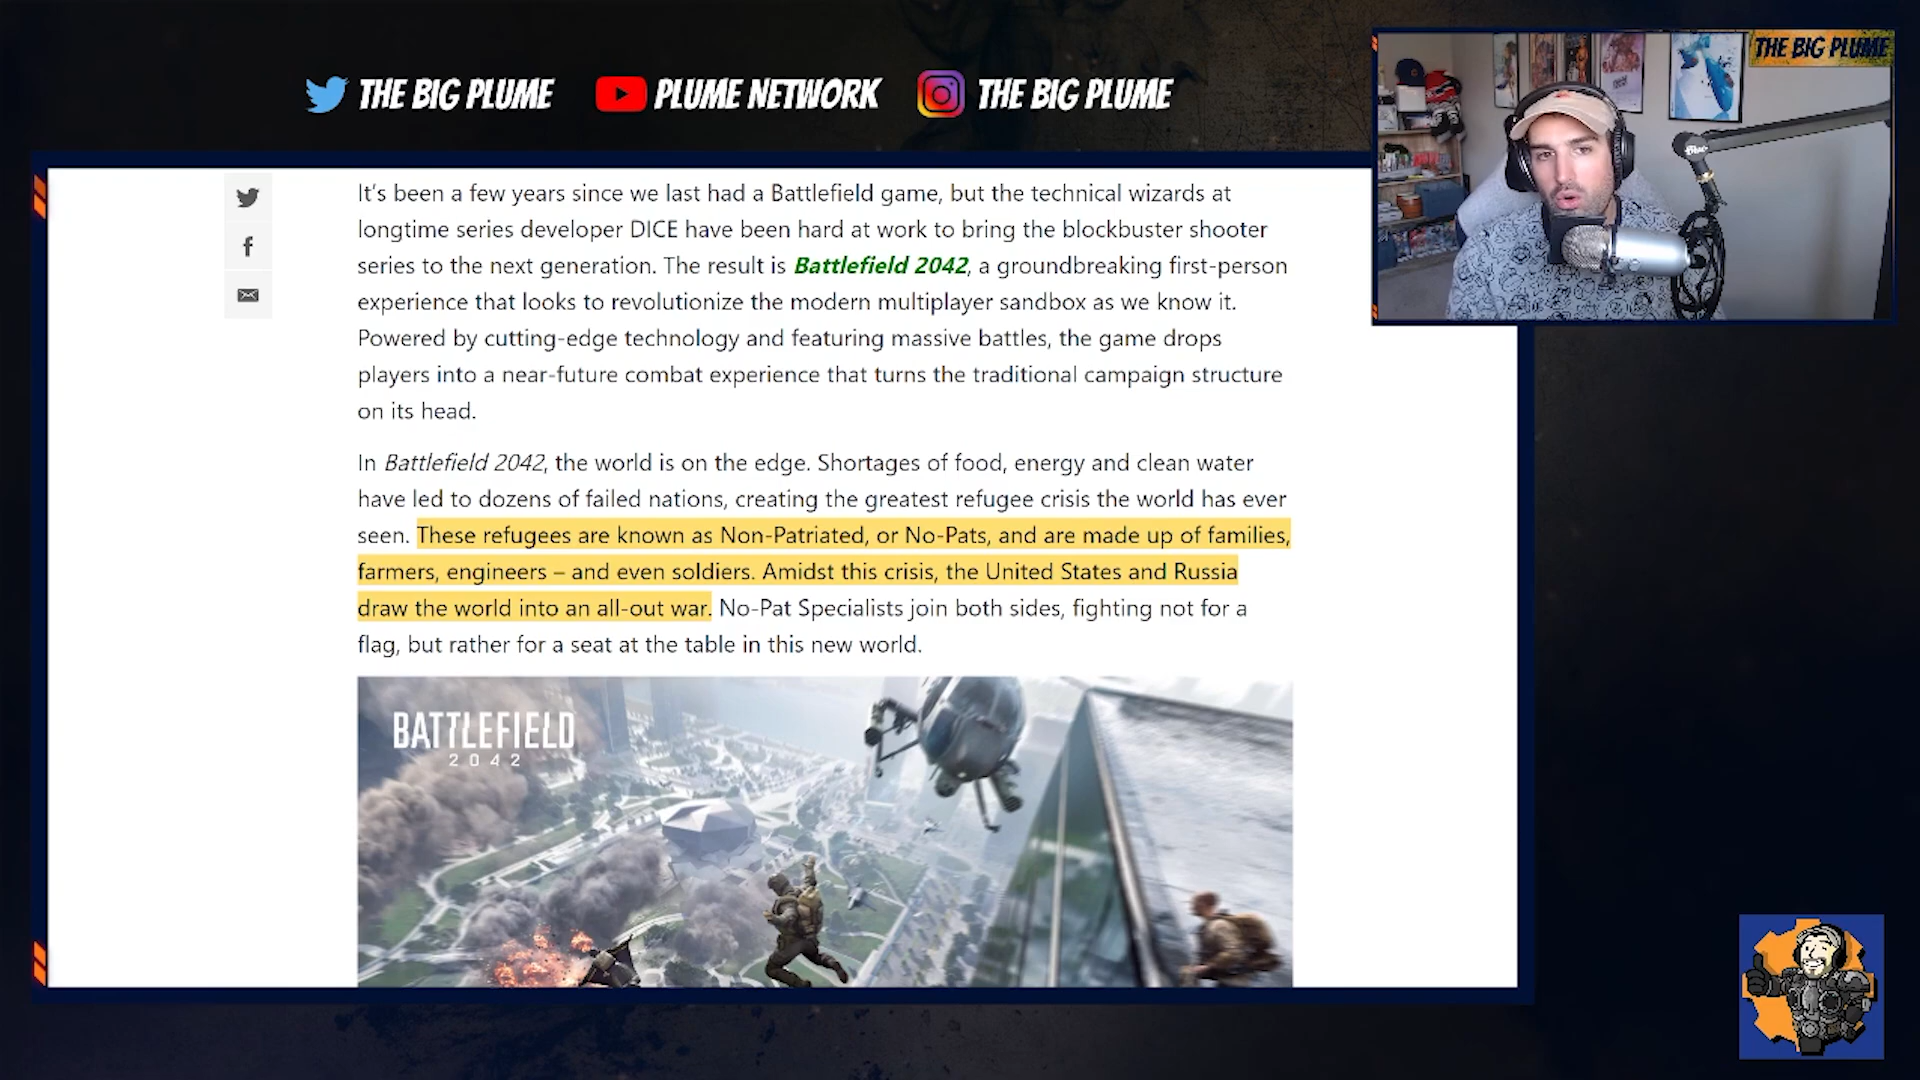 THE BIG PLUME
PLUME NETWORK
THE BIG PLUME
THE BIG PLUME
It's been a few years since we last had a Battlefield game, but the technical wizards at
longtime series developer DICE have been hard at work to bring the blockbuster shooter
series to the next generation. The result is Battlefield 2042, a groundbreaking first-person
experience that looks to revolutionize the modern multiplayer sandbox as we know it.
Powered by cutting-edge technology and featuring massive battles, the game drops
players into a near-future combat experience that turns the traditional campaign structure
on its head.
In Battlefield 2042, the world is on the edge. Shortages of food, energy and clean water
have led to dozens of failed nations, creating the greatest refugee crisis the world has ever
seen. These refugees are known as Non-Patriated, or No-Pats, and are made up of families,
farmers, engineers – and even soldiers. Amidst this crisis, the United States and Russia
draw the world into an all-out war. No-Pat Specialists join both sides, fighting not for a
flag, but rather for a seat at the table in this new world.
BATTLEFIELD
2042
Blue